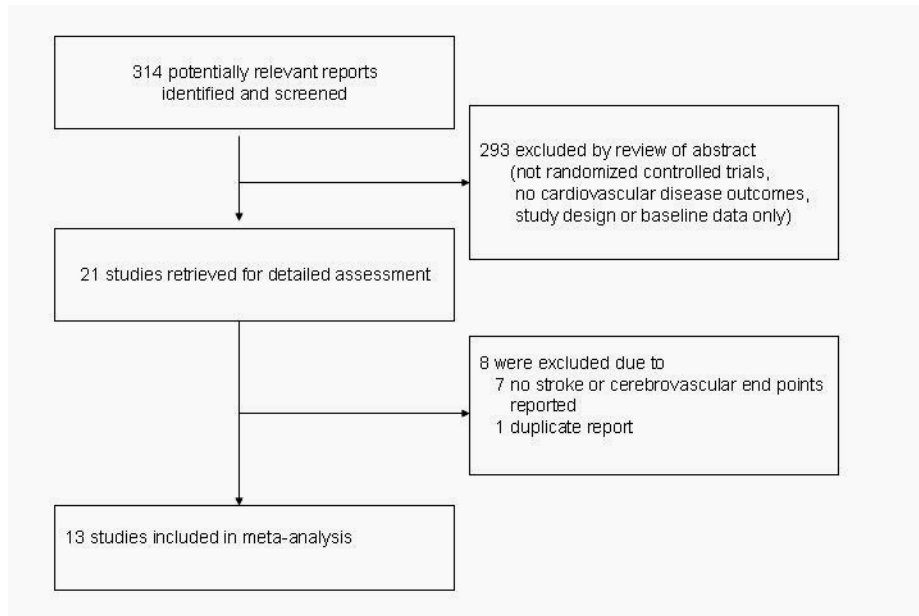 314 potentially relevant reports
identified and screened
293 excluded by review of abstract
(not randomized controlled trials,
no cardiovascular disease outcomes,
study design or baseline data only)
21 studies retrieved for detailed assessment
8 were excluded due to
7 no stroke or cerebrovascular end points
reported
1 duplicate report
13 studies included in meta-analysis